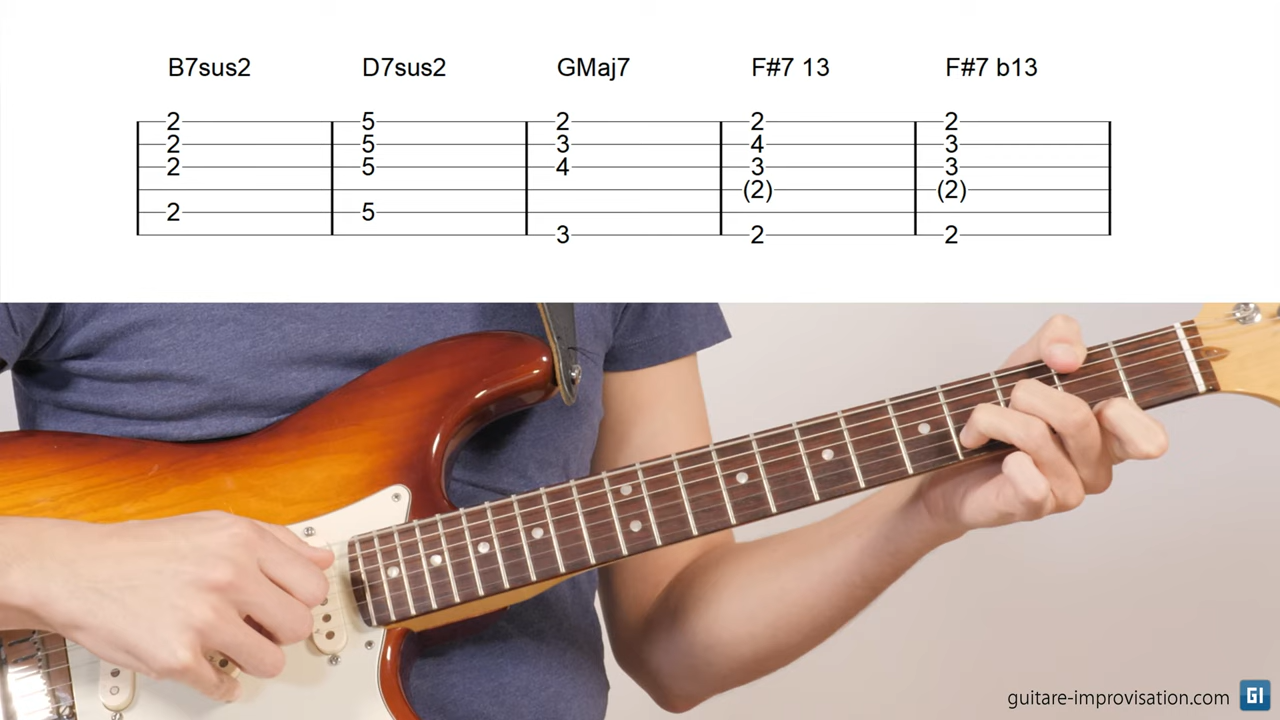 B7sus2 D7sus2 GMaj7 F#7 13 F#7 b13
2 5 2 2 2
2 5 3 4 3
2 5 4 3 3
(2) (2)
2 5
3 2 2
guitare-improvisation.com GI